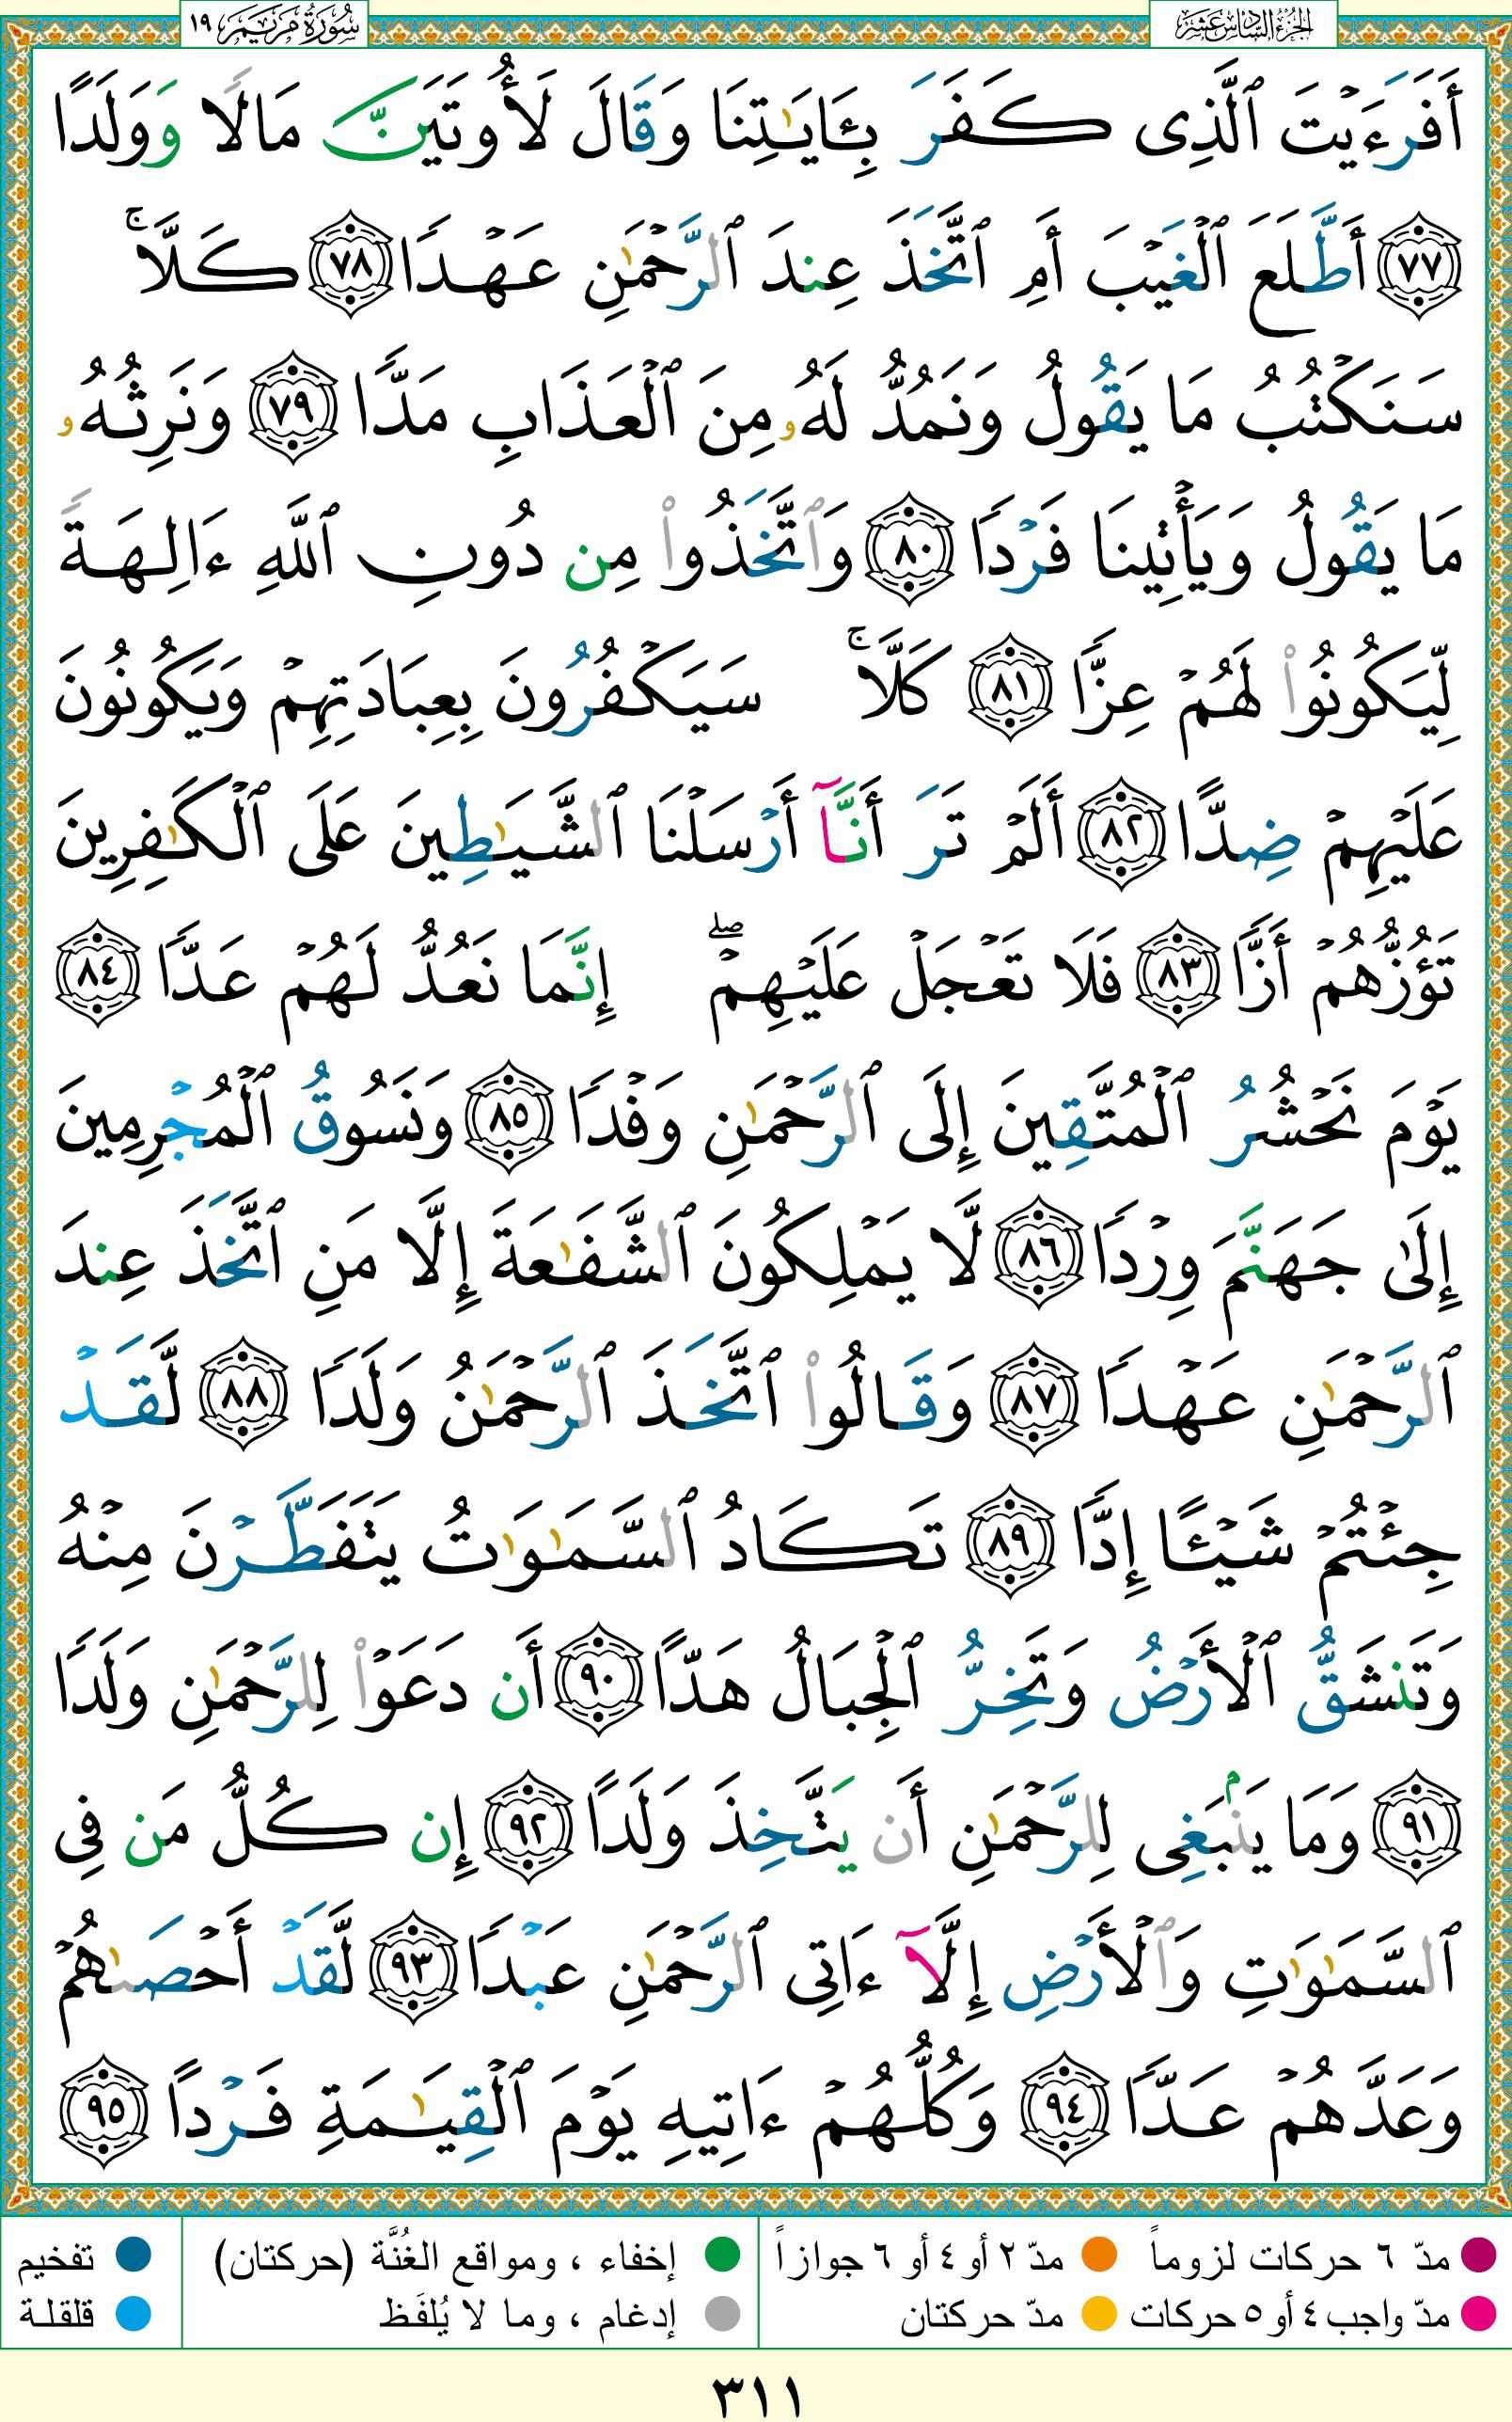 الجزء السادس عشر
سورة مريم ١٩
أَفَرَءَيْتَ ٱلَّذِى كَفَرَ بِـَٔايَـٰتِنَا وَقَالَ لَأُوتَيَنَّ مَالًا وَوَلَدًا
٧٧ أَطَّلَعَ ٱلْغَيْبَ أَمِ ٱتَّخَذَ عِندَ ٱلرَّحْمَـٰنِ عَهْدًا ٧٨ كَلَّا ۚ
سَنَكْتُبُ مَا يَقُولُ وَنَمُدُّ لَهُۥ مِنَ ٱلْعَذَابِ مَدًّا ٧٩ وَنَرِثُهُۥ
مَا يَقُولُ وَيَأْتِينَا فَرْدًا ٨٠ وَٱتَّخَذُوا۟ مِن دُونِ ٱللَّهِ ءَالِهَةً
لِّيَكُونُوا۟ لَهُمْ عِزًّا ٨١ كَلَّا ۚ سَيَكْفُرُونَ بِعِبَادَتِهِمْ وَيَكُونُونَ
عَلَيْهِمْ ضِدًّا ٨٢ أَلَمْ تَرَ أَنَّآ أَرْسَلْنَا ٱلشَّيَـٰطِينَ عَلَى ٱلْكَـٰفِرِينَ
تَؤُزُّهُمْ أَزًّا ٨٣ فَلَا تَعْجَلْ عَلَيْهِمْ ۖ إِنَّمَا نَعُدُّ لَهُمْ عَدًّا ٨٤
يَوْمَ نَحْشُرُ ٱلْمُتَّقِينَ إِلَى ٱلرَّحْمَـٰنِ وَفْدًا ٨٥ وَنَسُوقُ ٱلْمُجْرِمِينَ
إِلَىٰ جَهَنَّمَ وِرْدًا ٨٦ لَّا يَمْلِكُونَ ٱلشَّفَـٰعَةَ إِلَّا مَنِ ٱتَّخَذَ عِندَ
ٱلرَّحْمَـٰنِ عَهْدًا ٨٧ وَقَالُوا۟ ٱتَّخَذَ ٱلرَّحْمَـٰنُ وَلَدًا ٨٨ لَّقَدْ
جِئْتُمْ شَيْـًٔا إِدًّا ٨٩ تَكَادُ ٱلسَّمَـٰوَٰتُ يَتَفَطَّرْنَ مِنْهُ
وَتَنشَقُّ ٱلْأَرْضُ وَتَخِرُّ ٱلْجِبَالُ هَدًّا ٩٠ أَن دَعَوْا۟ لِلرَّحْمَـٰنِ وَلَدًا
٩١ وَمَا يَنۢبَغِى لِلرَّحْمَـٰنِ أَن يَتَّخِذَ وَلَدًا ٩٢ إِن كُلُّ مَن فِى
ٱلسَّمَـٰوَٰتِ وَٱلْأَرْضِ إِلَّآ ءَاتِى ٱلرَّحْمَـٰنِ عَبْدًا ٩٣ لَّقَدْ أَحْصَىٰهُمْ
وَعَدَّهُمْ عَدًّا ٩٤ وَكُلُّهُمْ ءَاتِيهِ يَوْمَ ٱلْقِيَـٰمَةِ فَرْدًا ٩٥
مدّ ٦ حركات لزوماً
مدّ ٢ أو ٤ أو ٦ جوازاً
إخفاء ، ومواقع الغُنَّة (حركتان)
تفخيم
مدّ واجب ٤ أو ٥ حركات
مدّ حركتان
إدغام ، وما لا يُلفَظ
قلقلة
٣١١